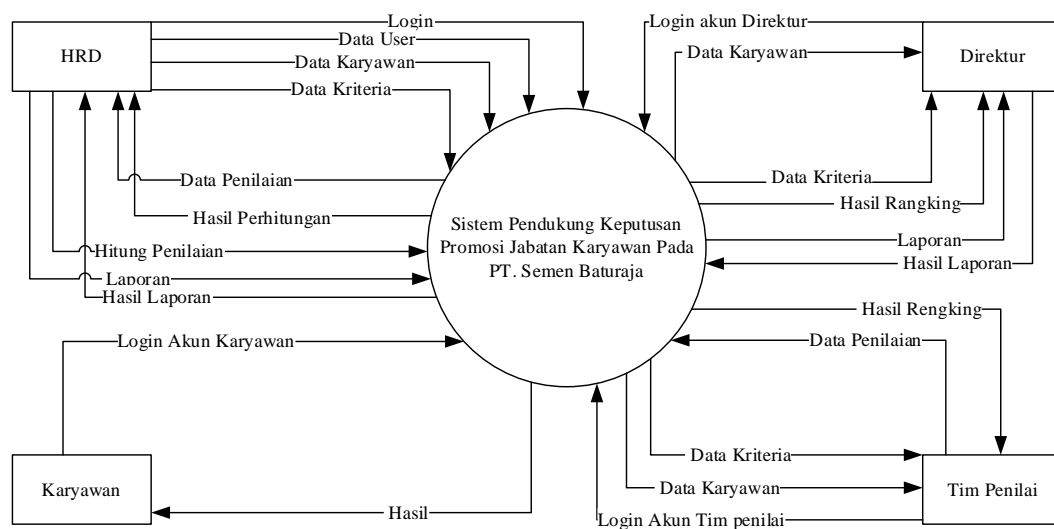 HRD
Login
Data User
Data Karyawan
Data Kriteria
Data Penilaian
Hasil Perhitungan
Hitung Penilaian
Laporan
Hasil Laporan
Login Akun Karyawan
Karyawan
Hasil
Sistem Pendukung Keputusan
Promosi Jabatan Karyawan Pada
PT. Semen Baturaja
Login akun Direktur
Data Karyawan
Direktur
Data Kriteria
Hasil Rangking
Laporan
Hasil Laporan
Hasil Rengking
Data Penilaian
Data Kriteria
Data Karyawan
Login Akun Tim penilai
Tim Penilai